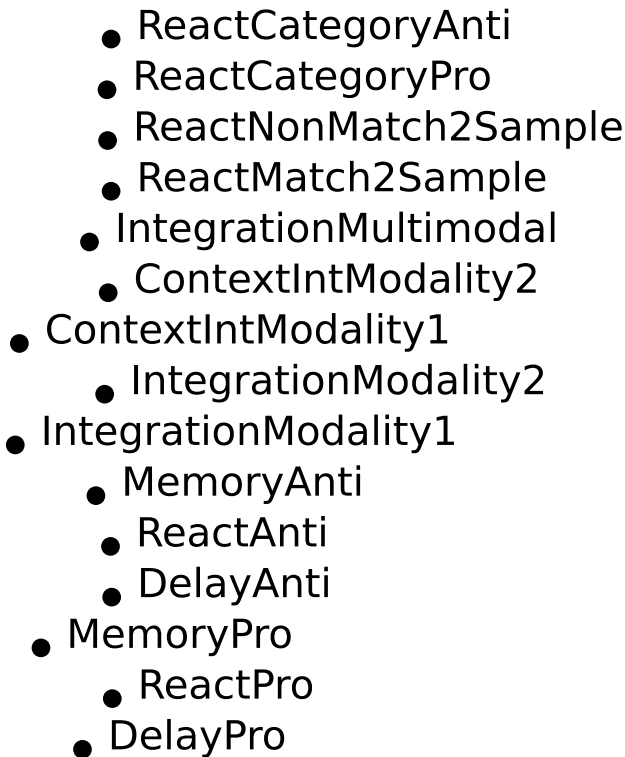 ReactCategoryAnti
ReactCategoryPro
ReactNonMatch2Sample
ReactMatch2Sample
IntegrationMultimodal
ContextIntModality2
ContextIntModality1
IntegrationModality2
IntegrationModality1
MemoryAnti
ReactAnti
DelayAnti
MemoryPro
ReactPro
DelayPro